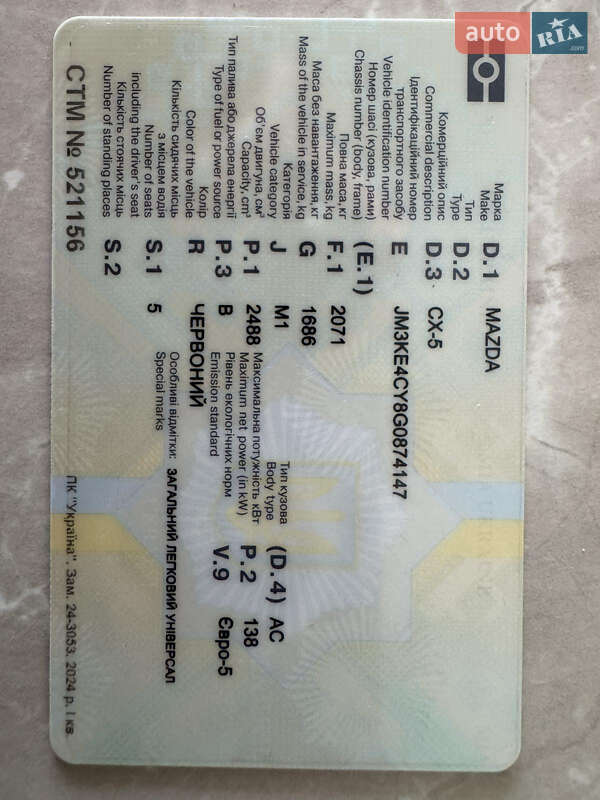 auto RIA .com
Марка
Make D.1 MAZDA
Тип
Type D.2
Комерційний опис
Commercial description D.3 CX-5
Ідентифікаційний номер
транспортного засобу
Vehicle identification number E JM3KE4CY8G0874147
Номер шасі (кузова, рами)
Chassis number (body, frame) (E.1)
Повна маса, кг
Maximum mass, kg F.1 2071
Маса без навантаження, кг
Mass of the vehicle in service, kg G 1686
Категорія
Vehicle category J M1
Тип кузова
Body type (D.4) AC
Об'єм двигуна, см³
Capacity, cm³ P.1 2488
Максимальна потужність кВт
Maximum net power (in kW) P.2 138
Тип палива або джерела енергії
Type of fuel or power source P.3 B
Рівень екологічних норм
Emission standard V.9 Євро-5
Колір
Color of the vehicle R ЧЕРВОНИЙ
Кількість сидячих місць
з місцем водія
Number of seats
including the driver's seat S.1 5
Особливі відмітки: ЗАГАЛЬНИЙ ЛЕГКОВИЙ УНІВЕРСАЛ
Special marks
Кількість стоячих місць
Number of standing places S.2
СТМ № 521156
ПК "Україна". Зам. 24-3053. 2024 р. І кв.